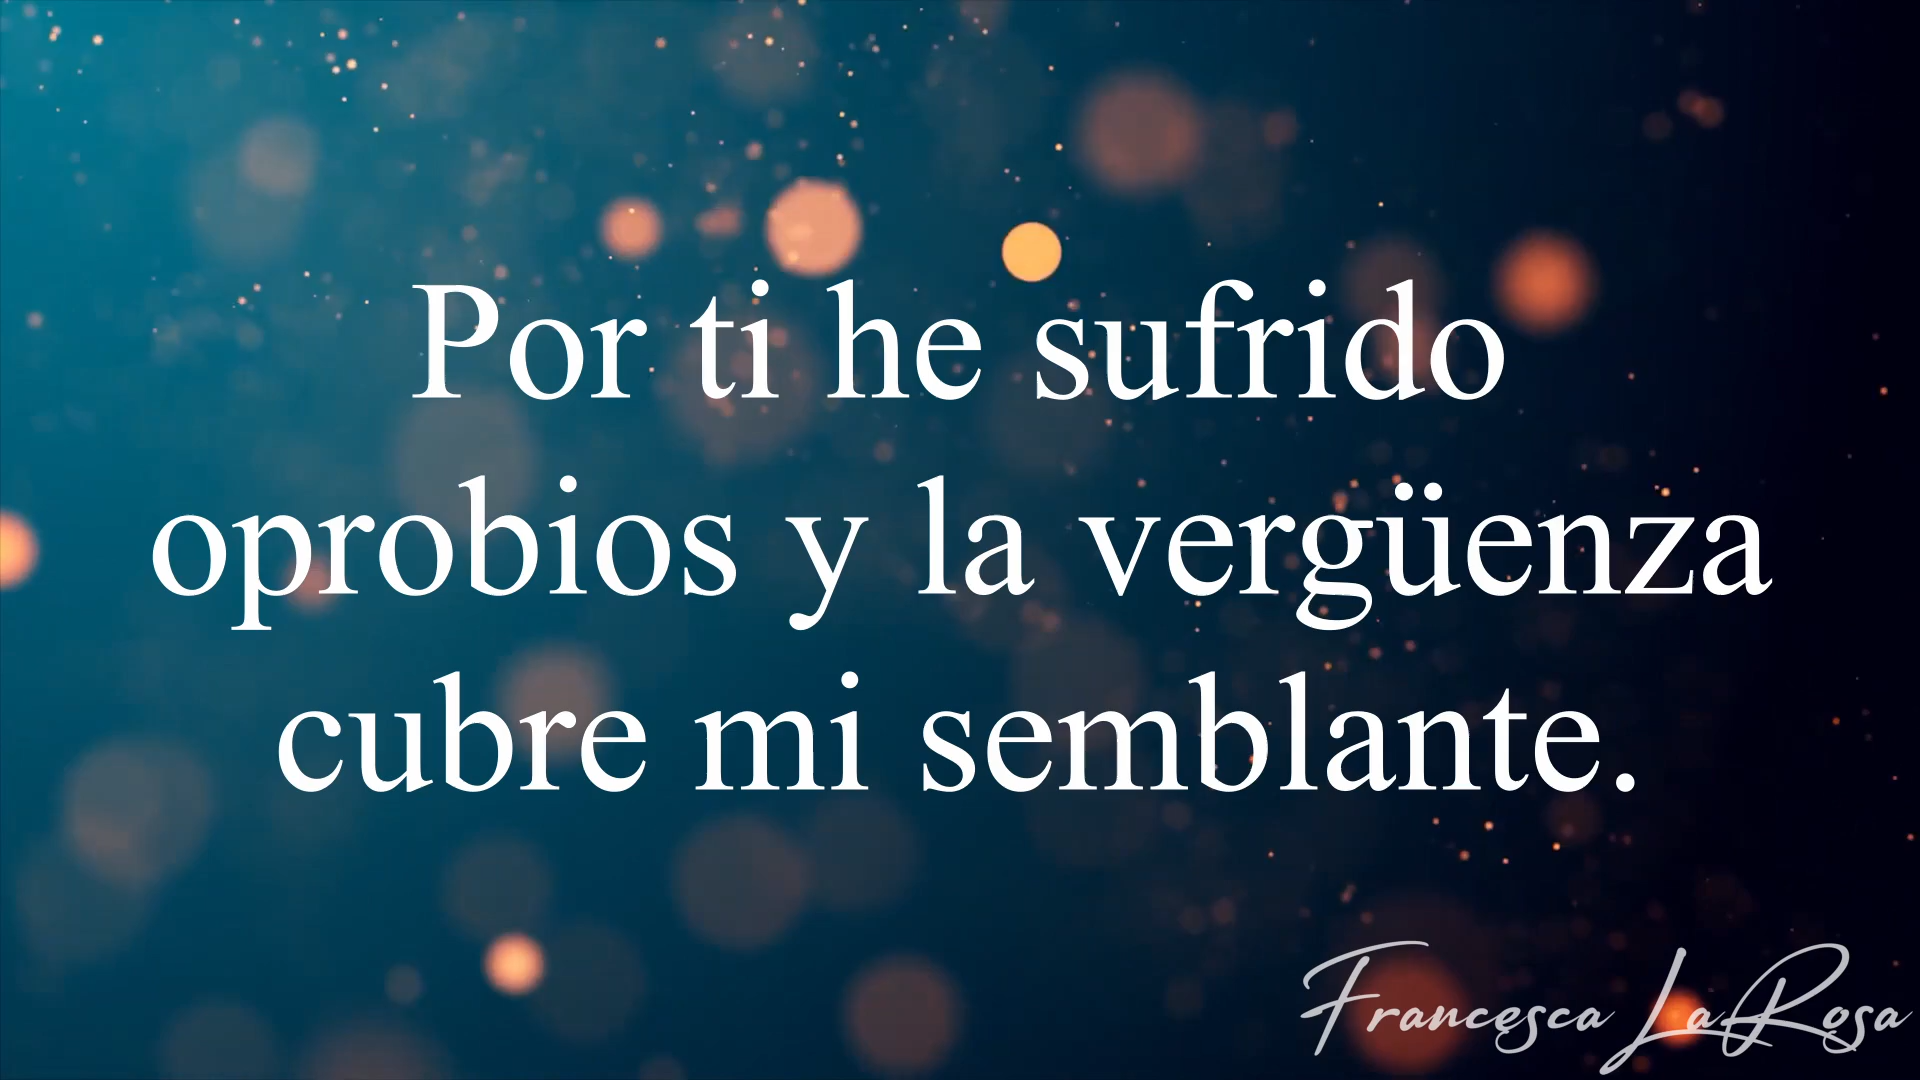 Por ti he sufrido
oprobios y la vergüenza
cubre mi semblante.
Francesca LaRosa